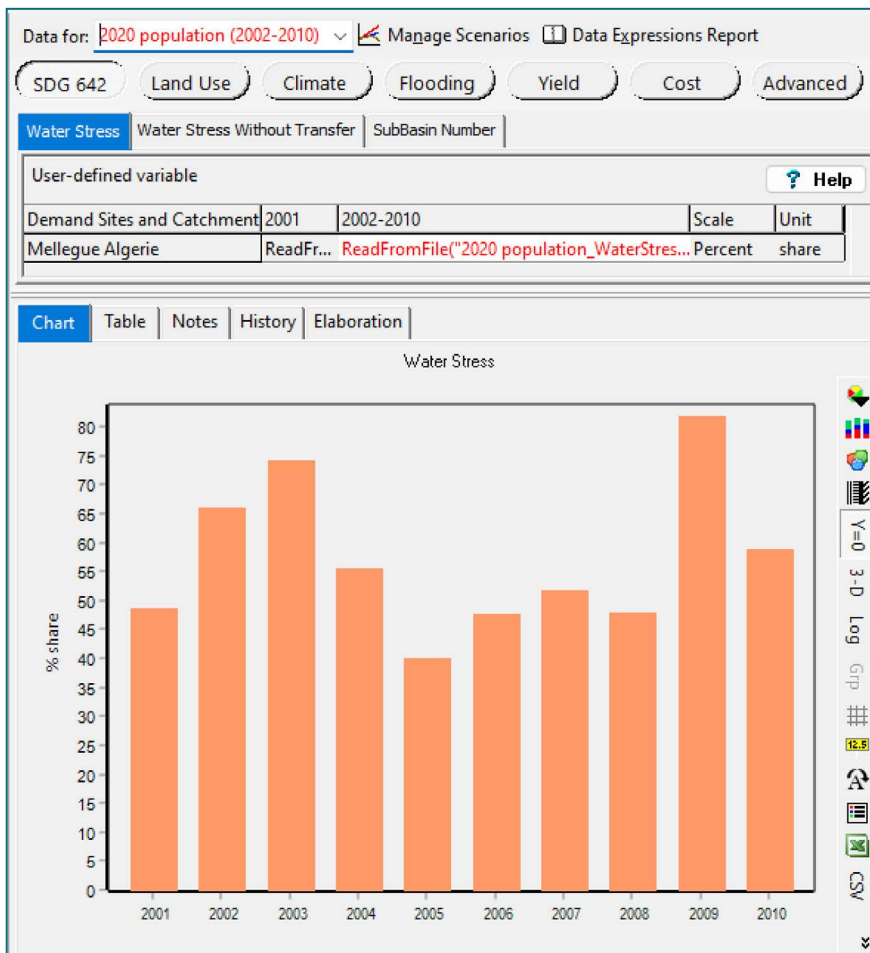 Data for: 2020 population (2002-2010) Manage Scenarios Data Expressions Report
SDG 642 Land Use Climate Flooding Yield Cost Advanced
Water Stress Water Stress Without Transfer SubBasin Number
User-defined variable ? Help
Demand Sites and Catchment 2001 2002-2010 Scale Unit
Mellegue Algerie ReadFr... ReadFromFile("2020 population_WaterStres... Percent share
Chart Table Notes History Elaboration
Water Stress
80
75
70
65
60
55
50
45
40
35
30
25
20
15
10
5
0
% share
2001 2002 2003 2004 2005 2006 2007 2008 2009 2010
Y=0
3-D
Log
Grp
12.5
A
CSV